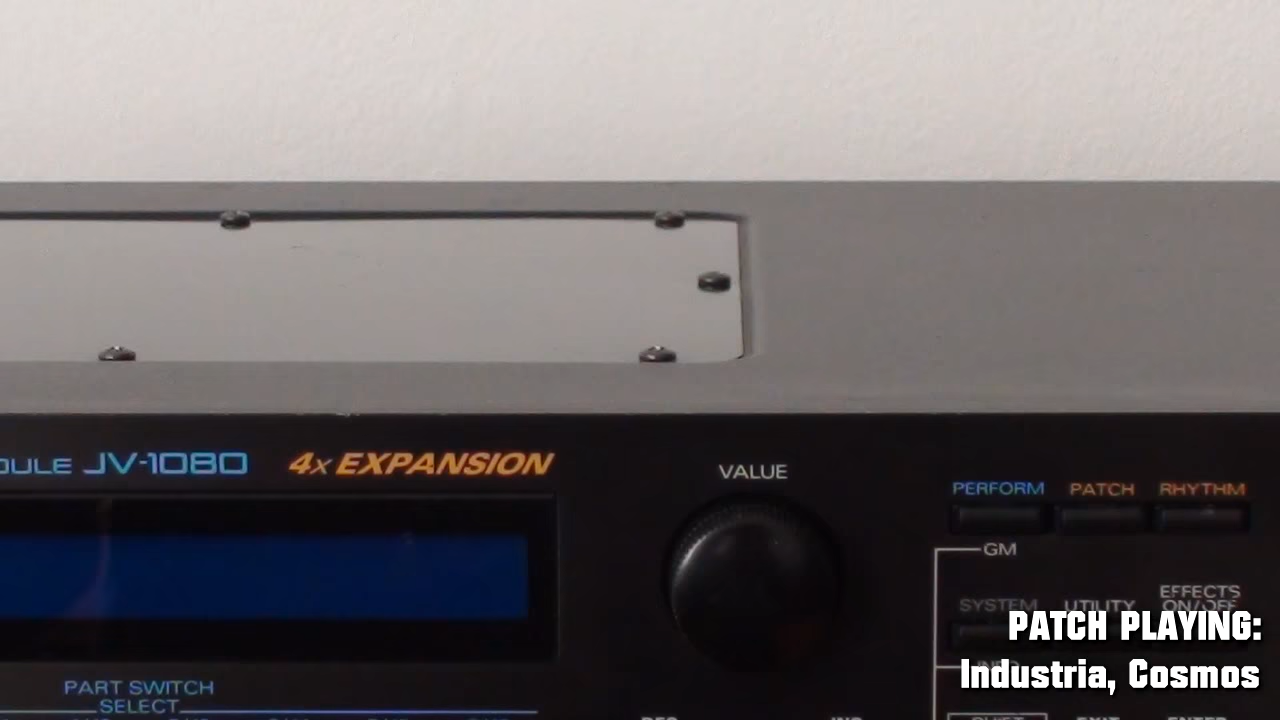 DULE JV-1080 4x EXPANSION
VALUE
PERFORM PATCH RHYTHM
GM
EFFECTS
SYSTEM UTILITY ON/OFF
PATCH PLAYING:
INFO
Industria, Cosmos
PART SWITCH
SELECT
EXIT